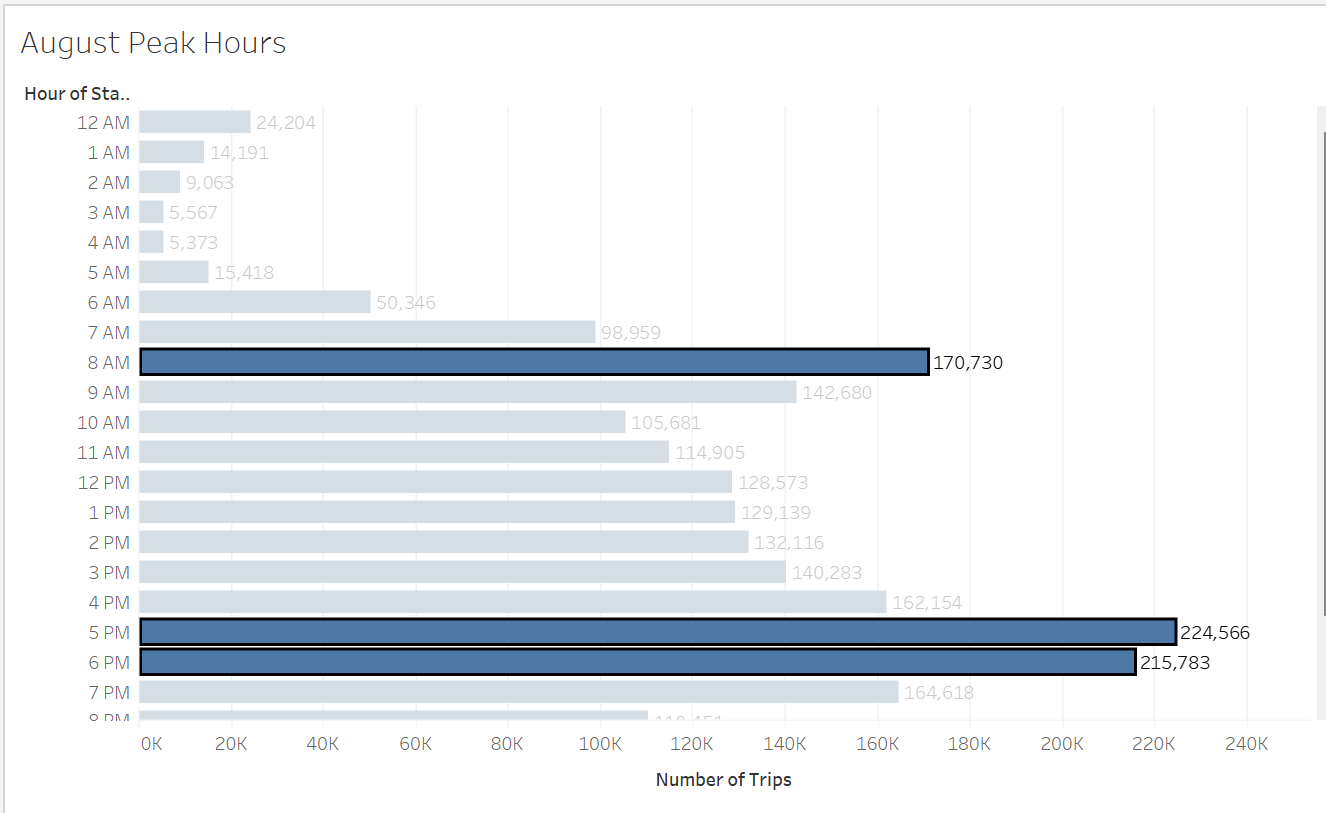 August Peak Hours
Hour of Sta..
12 AM 24,204
1 AM 14,191
2 AM 9,063
3 AM 5,567
4 AM 5,373
5 AM 15,418
6 AM 50,346
7 AM 98,959
8 AM 170,730
9 AM 142,680
10 AM 105,681
11 AM 114,905
12 PM 128,573
1 PM 129,139
2 PM 132,116
3 PM 140,283
4 PM 162,154
5 PM 224,566
6 PM 215,783
7 PM 164,618
8 PM
0K 20K 40K 60K 80K 100K 120K 140K 160K 180K 200K 220K 240K
Number of Trips